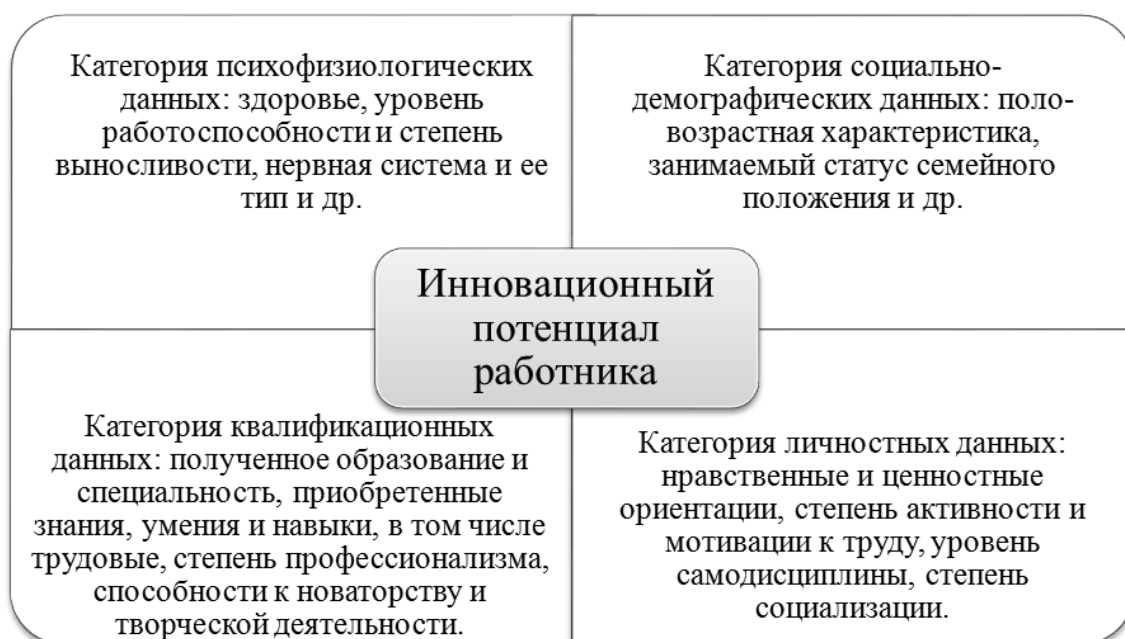 Категория психофизиологических
данных: здоровье, уровень
работоспособности и степень
выносливости, нервная система и ее
тип и др.
Категория социально-
демографических данных: поло-
возрастная характеристика,
занимаемый статус семейного
положения и др.
Инновационный
потенциал
работника
Категория квалификационных
данных: полученное образование и
специальность, приобретенные
знания, умения и навыки, в том числе
трудовые, степень профессионализма,
способности к новаторству и
творческой деятельности.
Категория личностных данных:
нравственные и ценностные
ориентации, степень активности и
мотивации к труду, уровень
самодисциплины, степень
социализации.